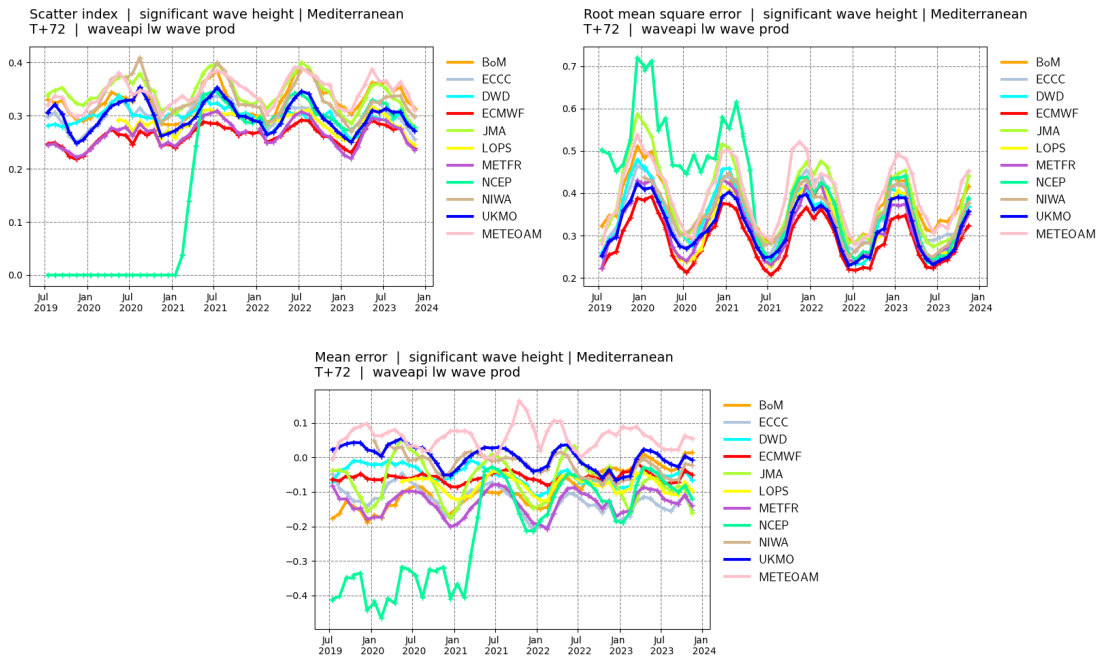 Scatter index | significant wave height | Mediterranean
T+72 | waveapi lw wave prod
0.4
0.3
0.2
0.1
0.0
Jul Jan Jul Jan Jul Jan Jul Jan Jul Jan
2019 2020 2020 2021 2021 2022 2022 2023 2023 2024
BoM
ECCC
DWD
ECMWF
JMA
LOPS
METFR
NCEP
NIWA
UKMO
METEOAM
Root mean square error | significant wave height | Mediterranean
T+72 | waveapi lw wave prod
0.7
0.6
0.5
0.4
0.3
0.2
Jul Jan Jul Jan Jul Jan Jul Jan Jul Jan
2019 2020 2020 2021 2021 2022 2022 2023 2023 2024
BoM
ECCC
DWD
ECMWF
JMA
LOPS
METFR
NCEP
NIWA
UKMO
METEOAM
Mean error | significant wave height | Mediterranean
T+72 | waveapi lw wave prod
0.1
0.0
−0.1
−0.2
−0.3
−0.4
Jul Jan Jul Jan Jul Jan Jul Jan Jul Jan
2019 2020 2020 2021 2021 2022 2022 2023 2023 2024
BoM
ECCC
DWD
ECMWF
JMA
LOPS
METFR
NCEP
NIWA
UKMO
METEOAM